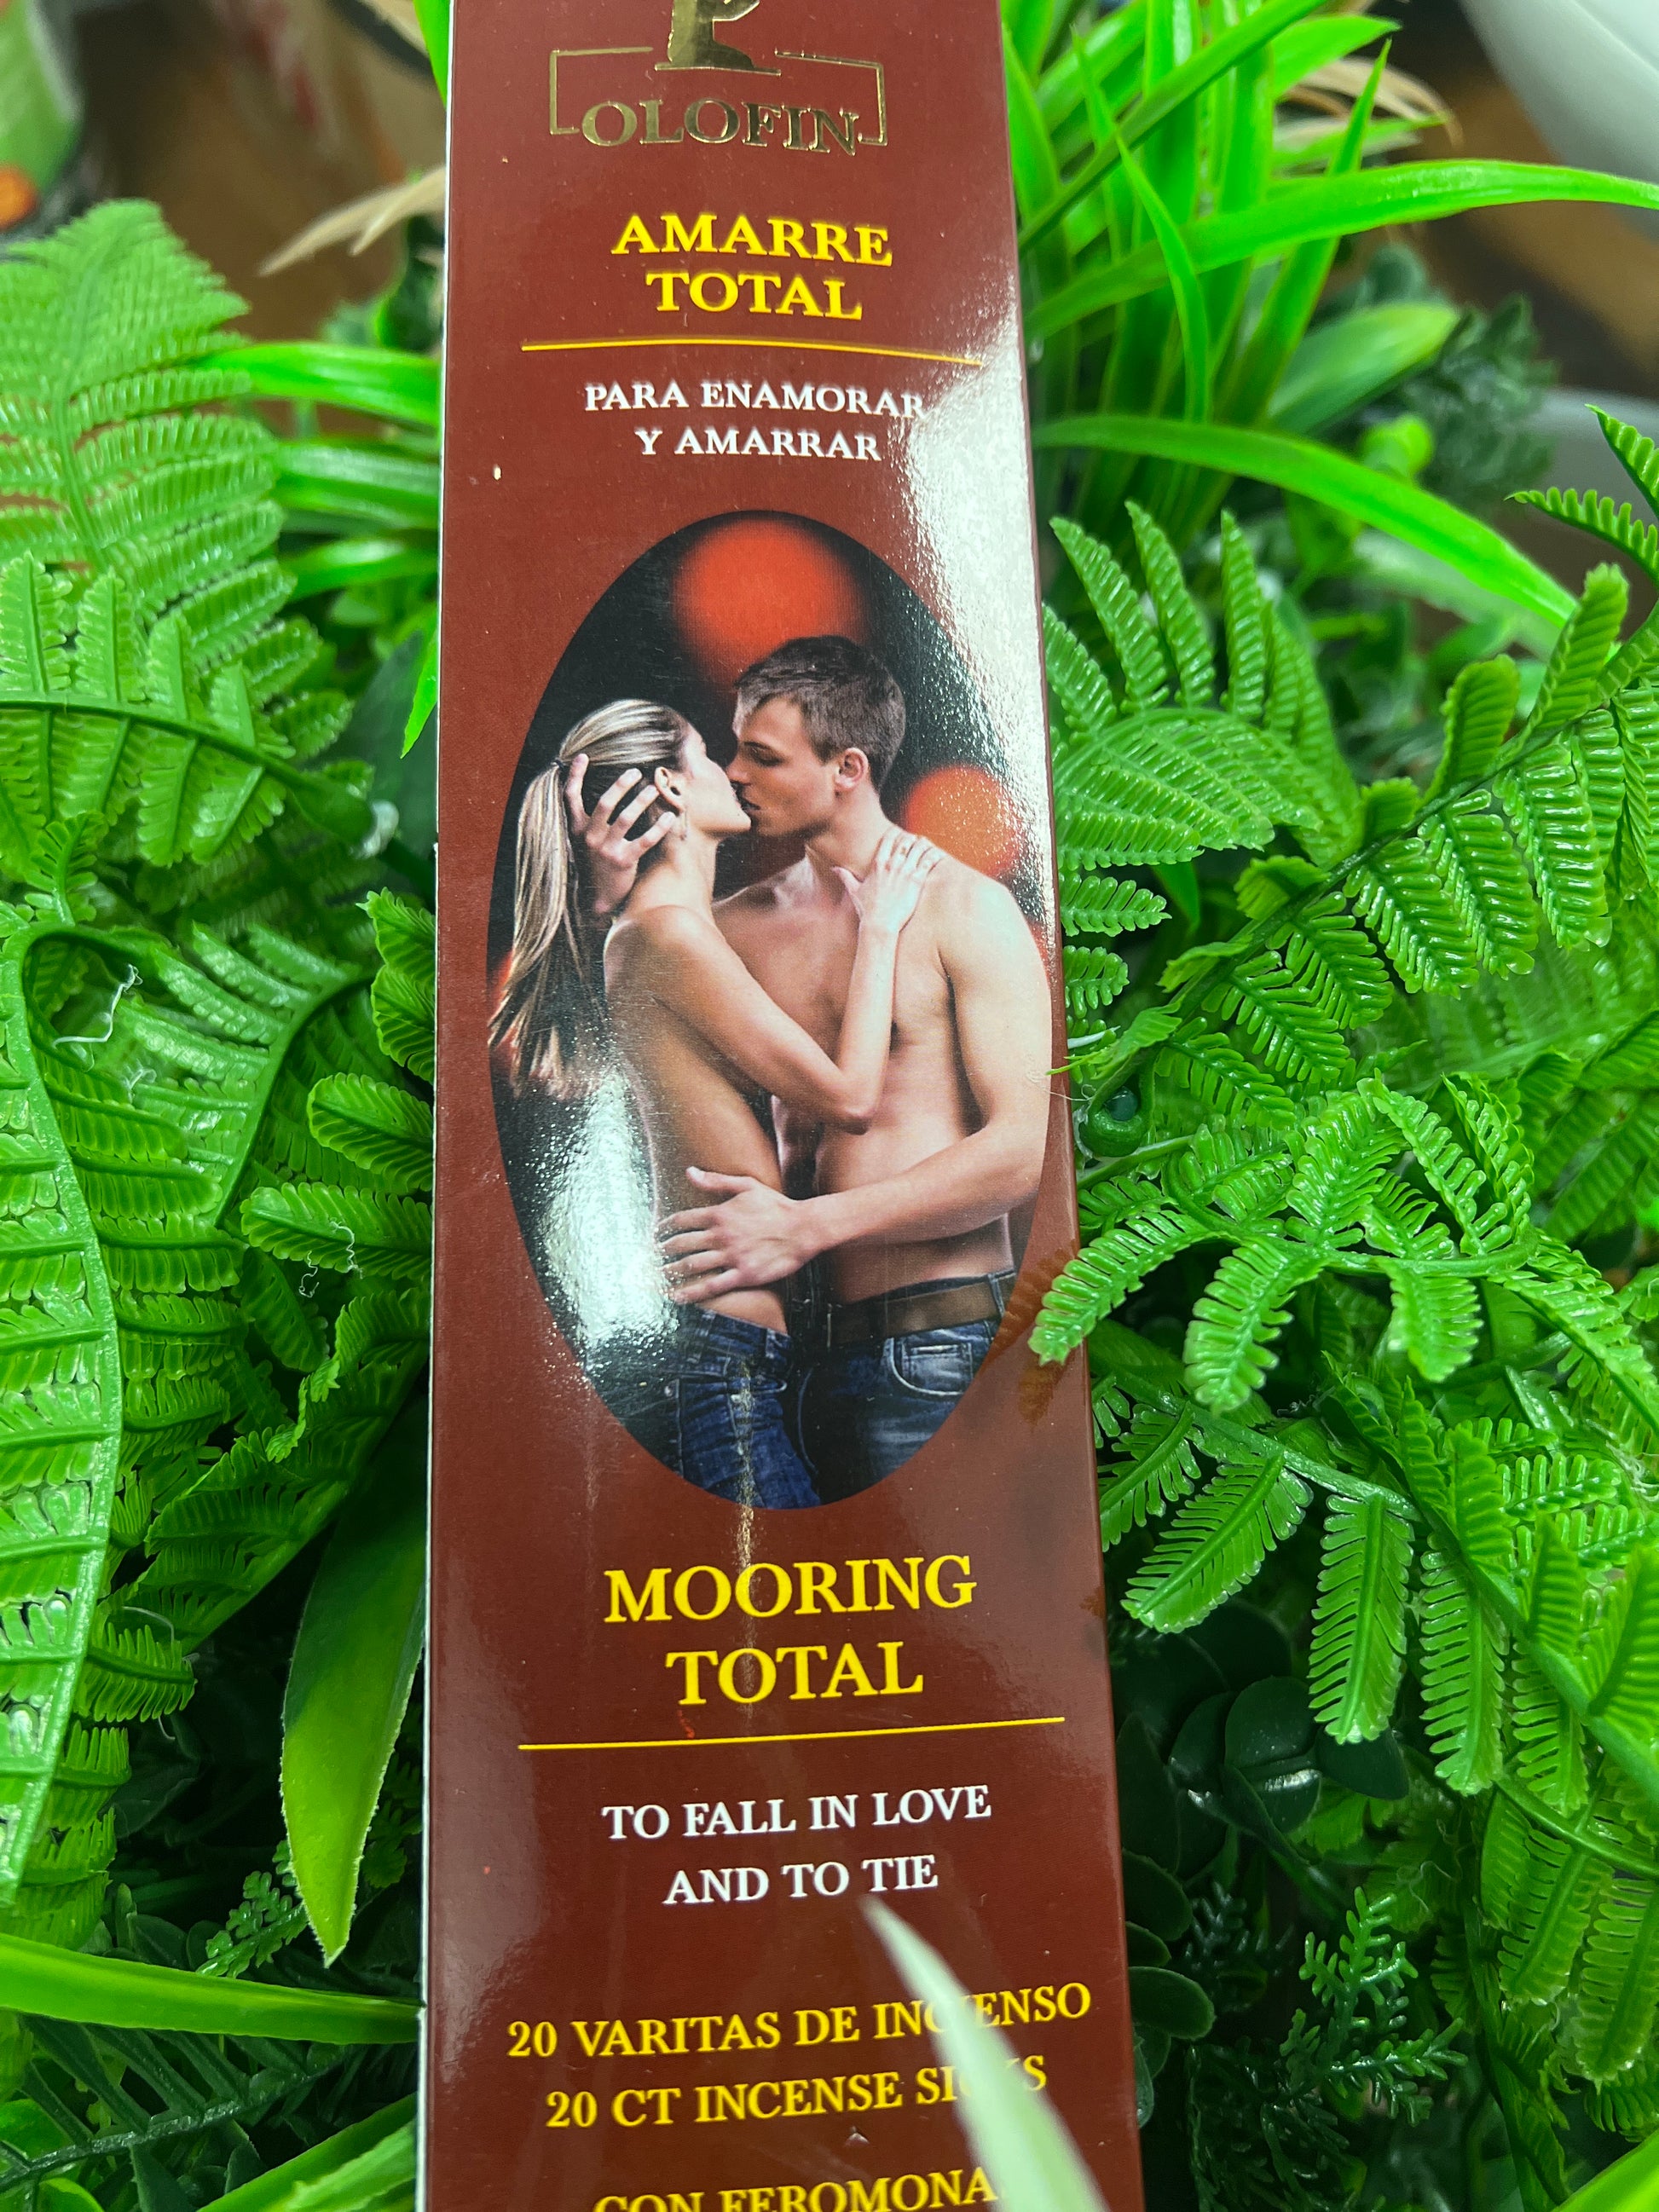 OLOFIN
AMARRE
TOTAL
PARA ENAMORAR
Y AMARRAR
MOORING
TOTAL
TO FALL IN LOVE
AND TO TIE
20 VARITAS DE
20 CT INCENSE
CON